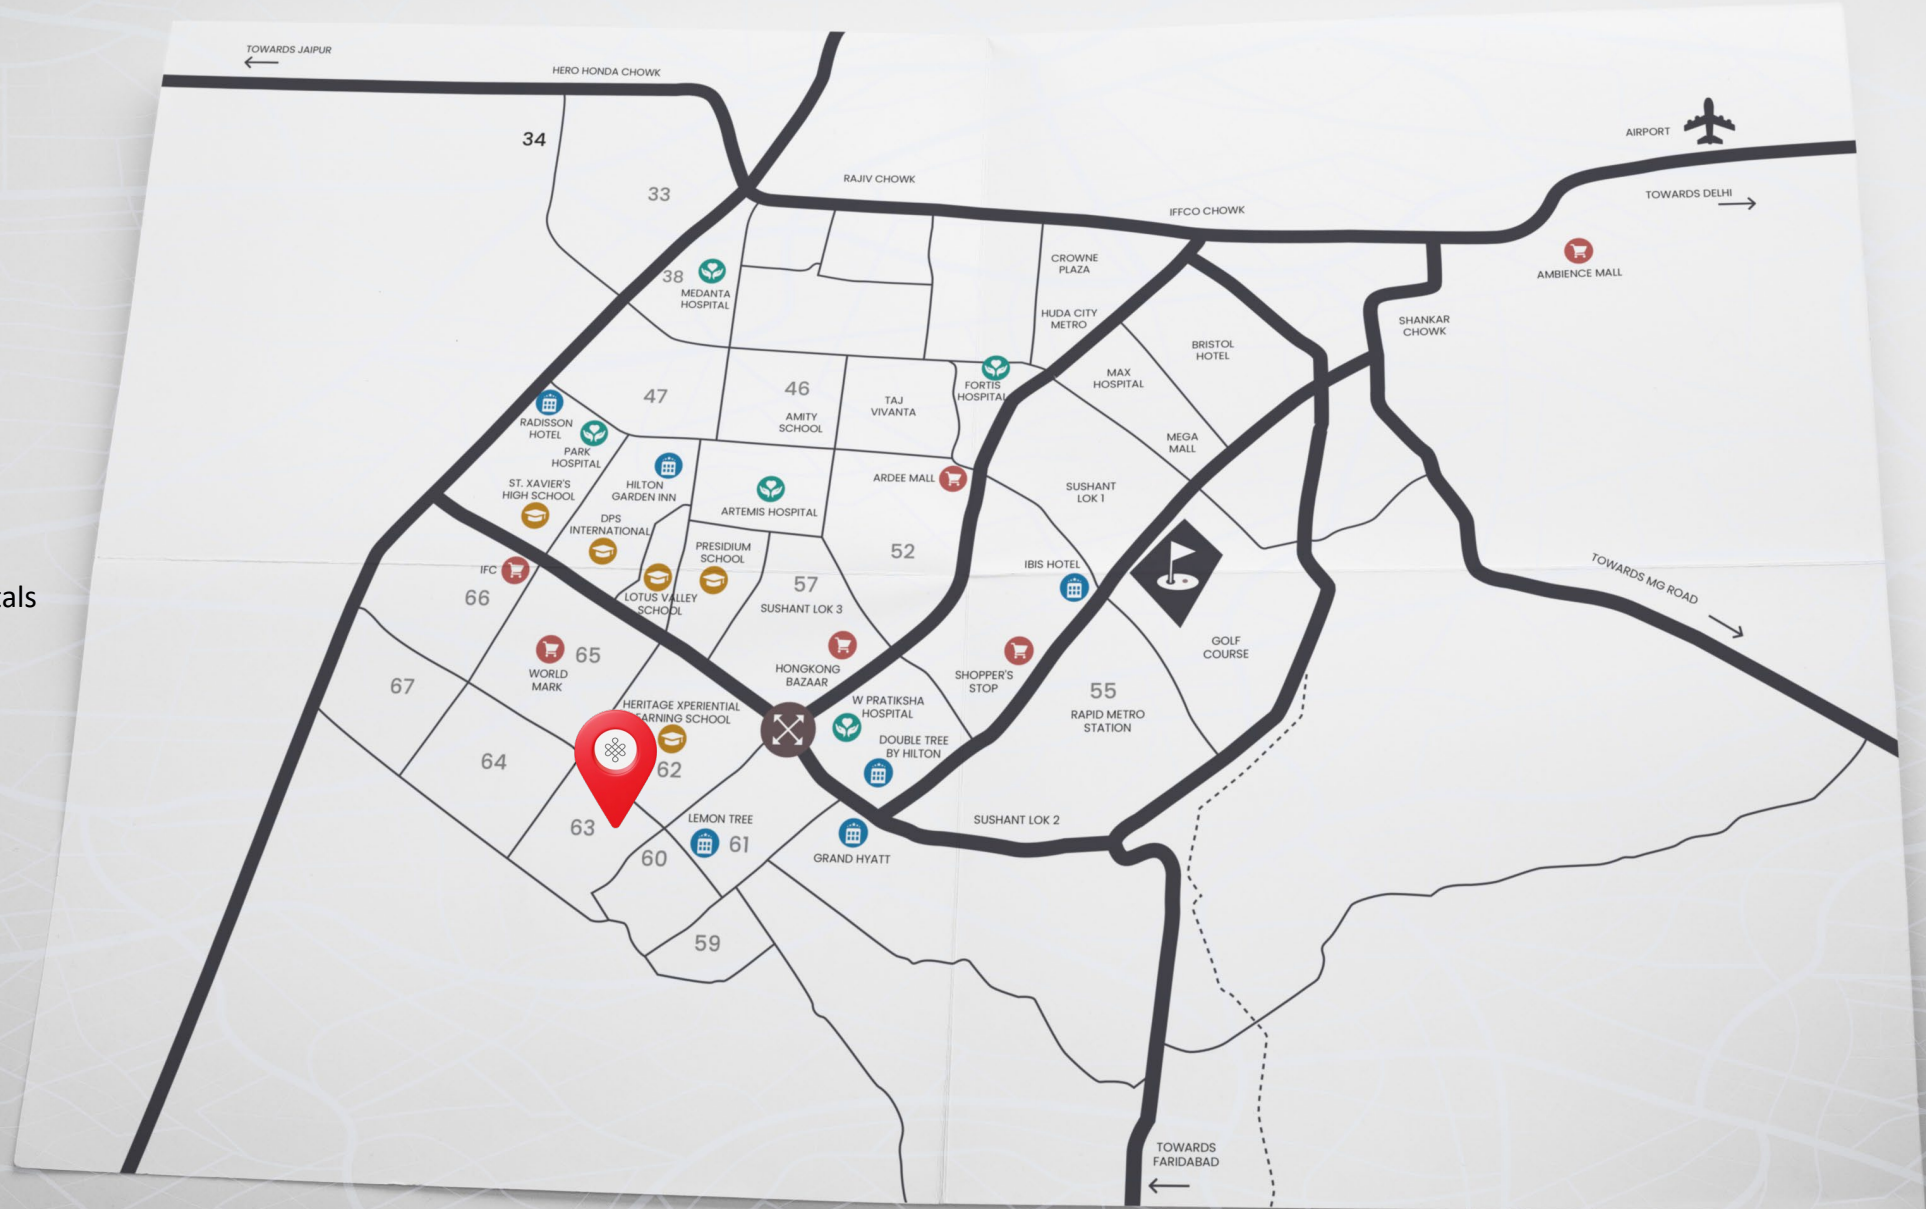 TOWARDS JAIPUR
HERO HONDA CHOWK
34
33
RAJIV CHOWK
IFFCO CHOWK
AIRPORT
TOWARDS DELHI
AMBIENCE MALL
38
MEDANTA
HOSPITAL
CROWNE
PLAZA
HUDA CITY
METRO
SHANKAR
CHOWK
BRISTOL
HOTEL
MAX
HOSPITAL
FORTIS
HOSPITAL
47
46
AMITY
SCHOOL
TAJ
VIVANTA
RADISSON
HOTEL
PARK
HOSPITAL
MEGA
MALL
ST. XAVIER'S
HIGH SCHOOL
HILTON
GARDEN INN
ARDEE MALL
SUSHANT
LOK 1
ARTEMIS HOSPITAL
DPS
INTERNATIONAL
PRESIDIUM
SCHOOL
52
IBIS HOTEL
TOWARDS MG ROAD
IFC
66
LOTUS VALLEY
SCHOOL
57
SUSHANT LOK 3
tals
GOLF
COURSE
65
WORLD
MARK
HONGKONG
BAZAAR
SHOPPER'S
STOP
67
55
RAPID METRO
STATION
HERITAGE XPERIENTIAL
EARNING SCHOOL
W PRATIKSHA
HOSPITAL
DOUBLE TREE
BY HILTON
64
62
63
LEMON TREE
61
60
GRAND HYATT
SUSHANT LOK 2
59
TOWARDS
FARIDABAD